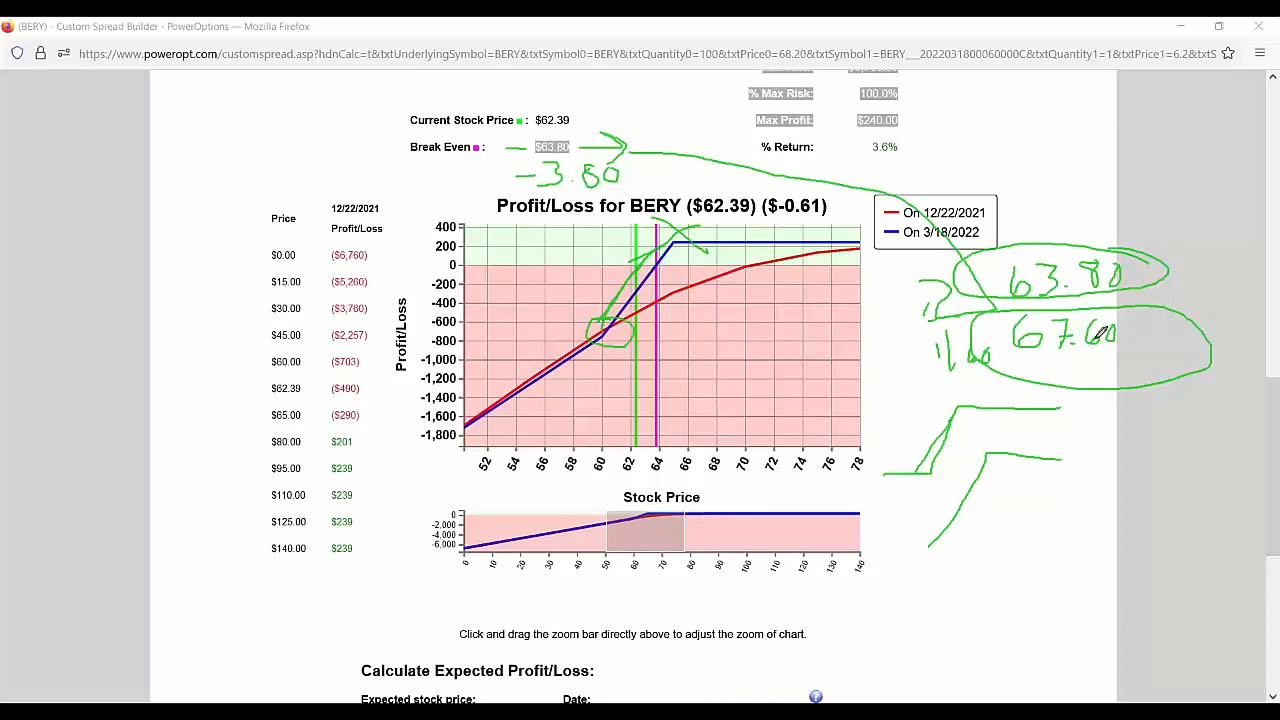 (BERY) - Custom Spread Builder - PowerOptions — Mozilla Firefox
https://www.poweropt.com/customspread.asp?hdnCalc=t&txtUnderlyingSymbol=BERY&txtSymbol0=BERY&txtQuantity0=100&txtPrice0=68.20&txtSymbol1=BERY___20220318000060000C&txtQuantity1=1&txtPrice1=6.2&txtS
% Max Risk: 100.0%
Current Stock Price : $62.39
Max Profit: $240.00
Break Even : $63.80
% Return: 3.6%
-3.80
Profit/Loss for BERY ($62.39) ($-0.61)
On 12/22/2021
On 3/18/2022
Price
12/22/2021
Profit/Loss
$0.00 ($6,760)
$15.00 ($5,260)
$30.00 ($3,760)
$45.00 ($2,257)
$60.00 ($703)
$62.39 ($490)
$65.00 ($290)
$80.00 $201
$95.00 $239
$110.00 $239
$125.00 $239
$140.00 $239
Profit/Loss
400
200
0
-200
-400
-600
-800
-1,000
-1,200
-1,400
-1,600
-1,800
52 54 56 58 60 62 64 66 68 70 72 74 76 78
Stock Price
0
-2,000
-4,000
-6,000
0 10 20 30 40 50 60 70 80 90 100 110 120 130 140
63.80
67.60
Click and drag the zoom bar directly above to adjust the zoom of chart.
Calculate Expected Profit/Loss:
Expected stock price: Date:
?